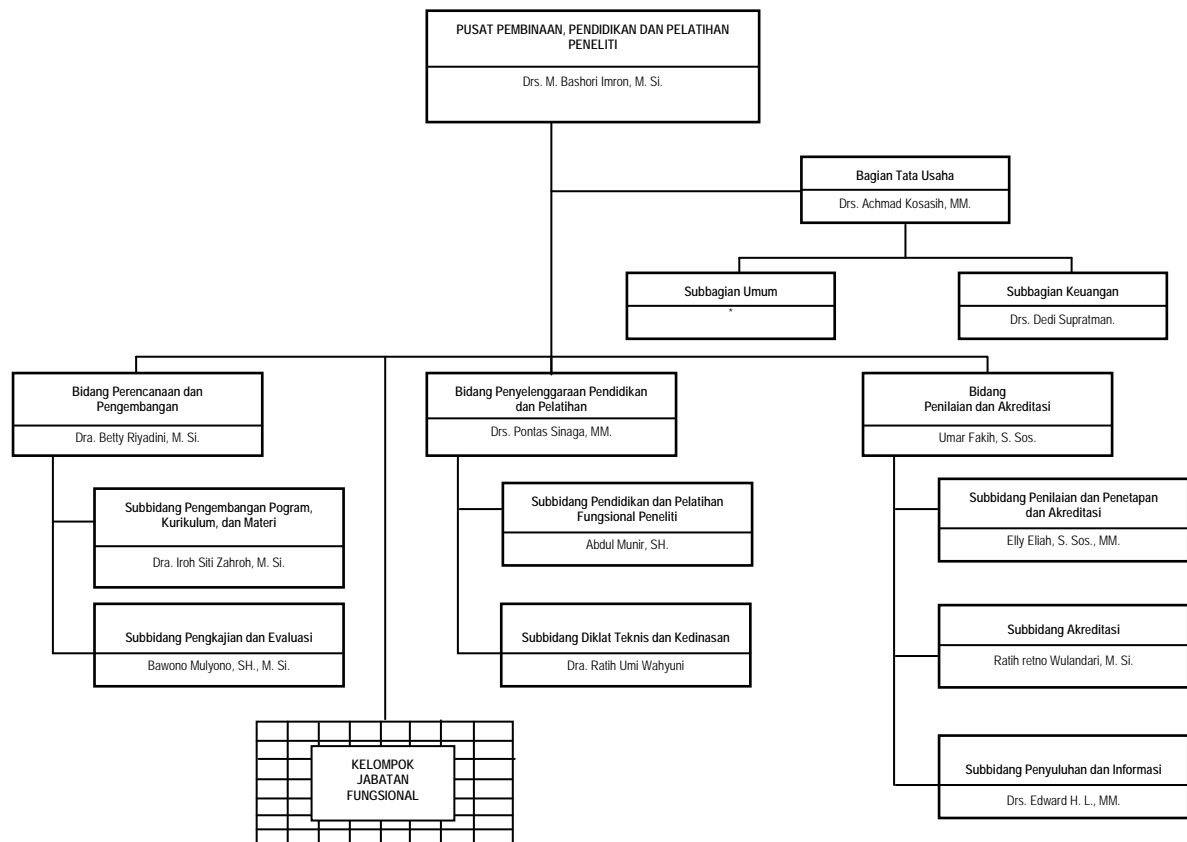 PUSAT PEMBINAAN, PENDIDIKAN DAN PELATIHAN
PENELITI
Drs. M. Bashori Imron, M. Si.
Bagian Tata Usaha
Drs. Achmad Kosasih, MM.
Subbagian Umum
*
Subbagian Keuangan
Drs. Dedi Supratman.
Bidang Perencanaan dan
Pengembangan
Dra. Betty Riyadini, M. Si.
Bidang Penyelenggaraan Pendidikan
dan Pelatihan
Drs. Pontas Sinaga, MM.
Bidang
Penilaian dan Akreditasi
Umar Fakih, S. Sos.
Subbidang Pengembangan Pogram,
Kurikulum, dan Materi
Dra. Iroh Siti Zahroh, M. Si.
Subbidang Pendidikan dan Pelatihan
Fungsional Peneliti
Abdul Munir, SH.
Subbidang Penilaian dan Penetapan
dan Akreditasi
Elly Eliah, S. Sos., MM.
Subbidang Pengkajian dan Evaluasi
Bawono Mulyono, SH., M. Si.
Subbidang Diklat Teknis dan Kedinasan
Dra. Ratih Umi Wahyuni
Subbidang Akreditasi
Ratih retno Wulandari, M. Si.
KELOMPOK
JABATAN
FUNGSIONAL
Subbidang Penyuluhan dan Informasi
Drs. Edward H. L., MM.